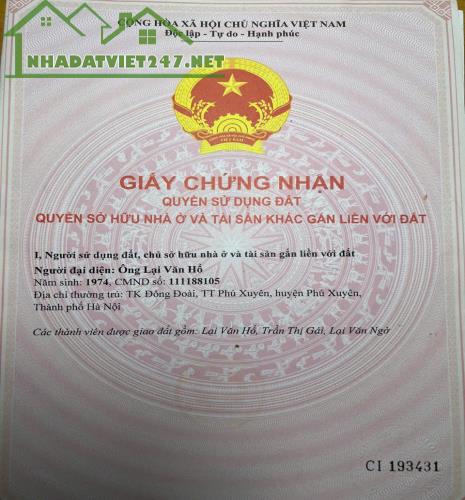 CỘNG HÒA XÃ HỘI CHỦ NGHĨA VIỆT NAM
Độc lập - Tự do - Hạnh phúc
NHADATVIET247.NET
VIỆT NAM
GIẤY CHỨNG NHẬN
QUYỀN SỬ DỤNG ĐẤT
QUYỀN SỞ HỮU NHÀ Ở VÀ TÀI SẢN KHÁC GẮN LIỀN VỚI ĐẤT
I, Người sử dụng đất, chủ sở hữu nhà ở và tài sản gắn liền với đất
Người đại diện: Ông Lại Văn Hồ
Năm sinh: 1974, CMND số: 111188105
Địa chỉ thường trú: TK Đồng Đoài, TT Phú Xuyên, huyện Phú Xuyên,
Thành phố Hà Nội
Các thành viên được giao đất gồm: Lại Văn Hồ, Trần Thị Gái, Lại Văn Ngờ
CI 193431